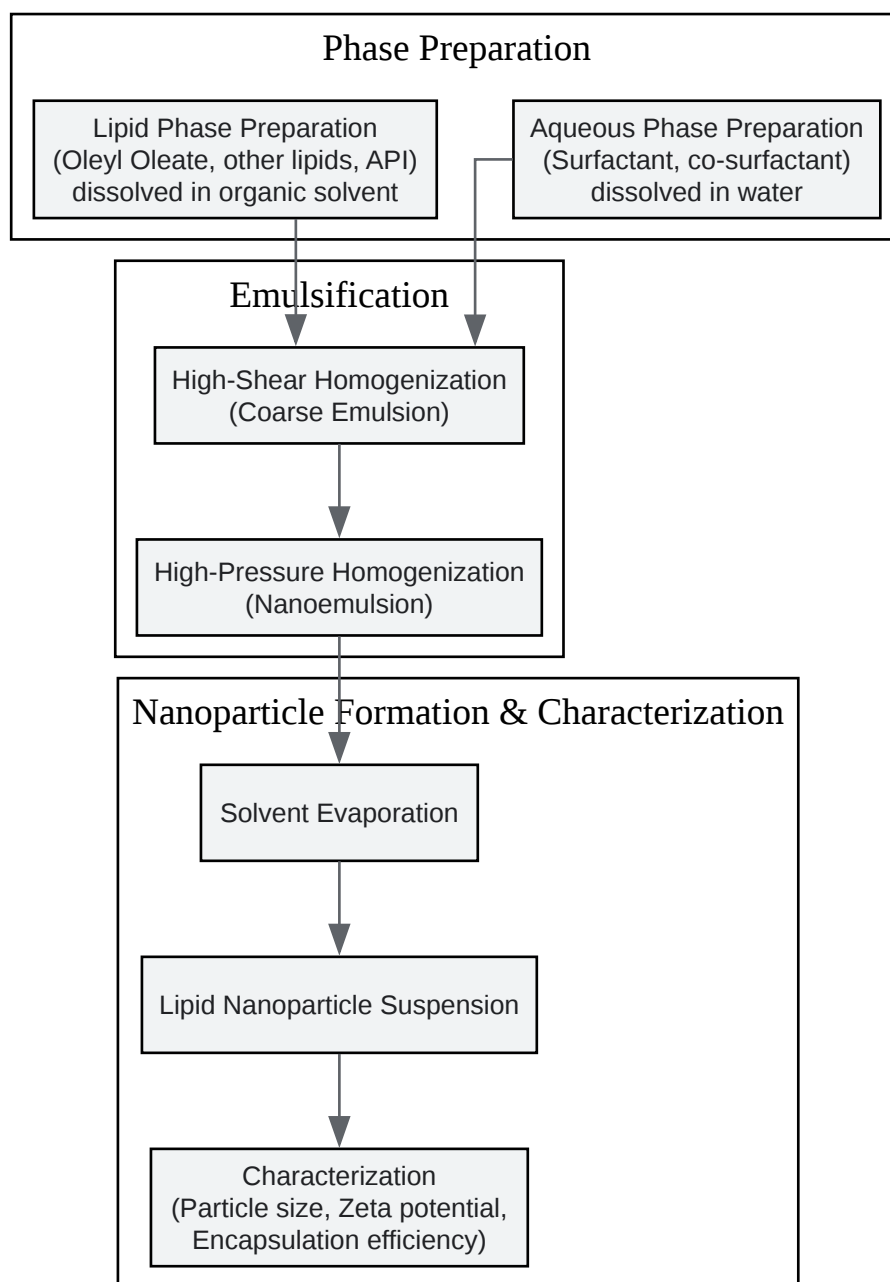 Phase Preparation
Lipid Phase Preparation
(Oleyl Oleate, other lipids, API)
dissolved in organic solvent
Aqueous Phase Preparation
(Surfactant, co-surfactant)
dissolved in water
Emulsification
High-Shear Homogenization
(Coarse Emulsion)
High-Pressure Homogenization
(Nanoemulsion)
Nanoparticle Formation & Characterization
Solvent Evaporation
Lipid Nanoparticle Suspension
Characterization
(Particle size, Zeta potential,
Encapsulation efficiency)